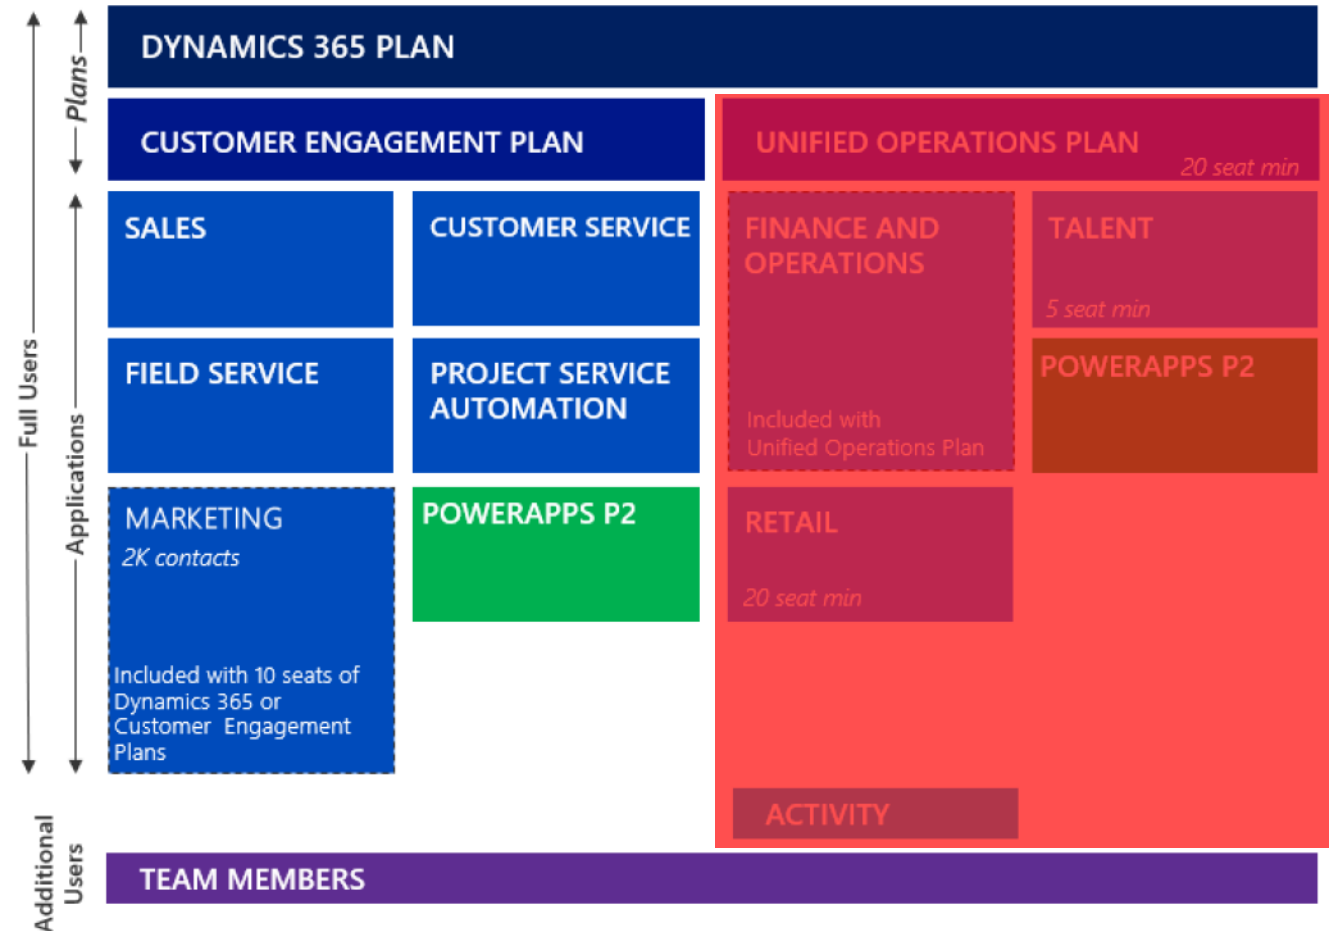 DYNAMICS 365 PLAN
Plans
CUSTOMER ENGAGEMENT PLAN
UNIFIED OPERATIONS PLAN
20 seat min
Full Users
Applications
SALES
CUSTOMER SERVICE
FINANCE AND
OPERATIONS
Included with
Unified Operations Plan
TALENT
5 seat min
FIELD SERVICE
PROJECT SERVICE
AUTOMATION
POWERAPPS P2
MARKETING
2K contacts
Included with 10 seats of
Dynamics 365 or
Customer Engagement
Plans
POWERAPPS P2
RETAIL
20 seat min
ACTIVITY
Additional
Users
TEAM MEMBERS